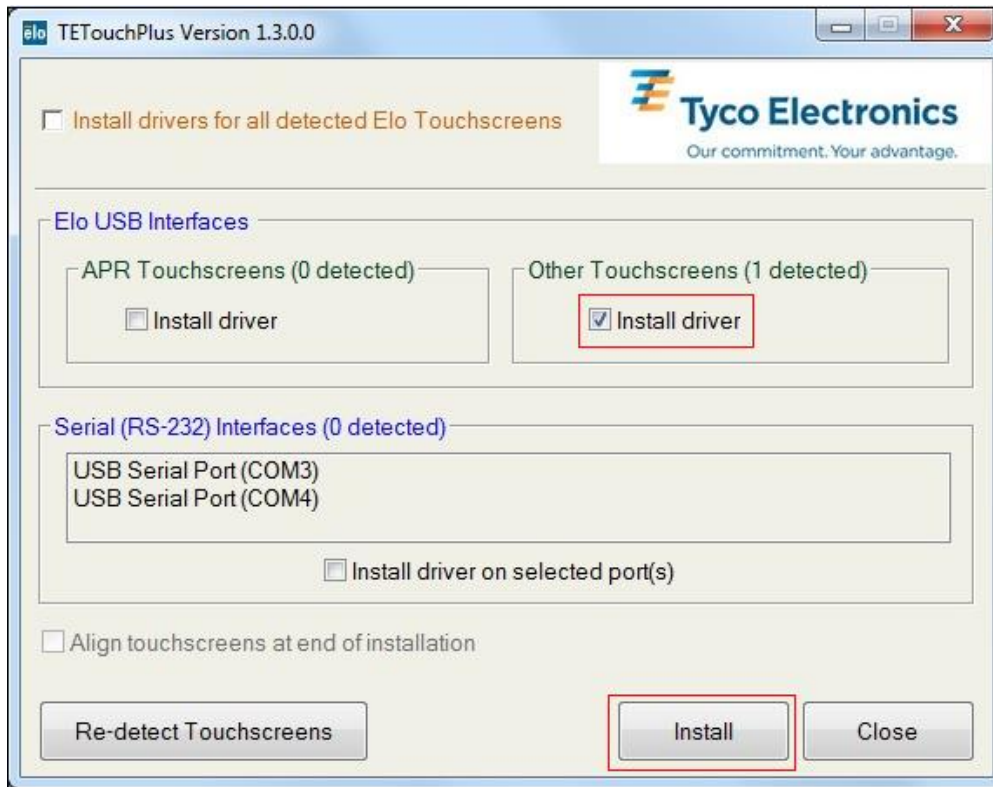 elo TETouchPlus Version 1.3.0.0
Install drivers for all detected Elo Touchscreens
Tyco Electronics
Our commitment. Your advantage.
Elo USB Interfaces
APR Touchscreens (0 detected)
Install driver
Other Touchscreens (1 detected)
Install driver
Serial (RS-232) Interfaces (0 detected)
USB Serial Port (COM3)
USB Serial Port (COM4)
Install driver on selected port(s)
Align touchscreens at end of installation
Re-detect Touchscreens
Install
Close